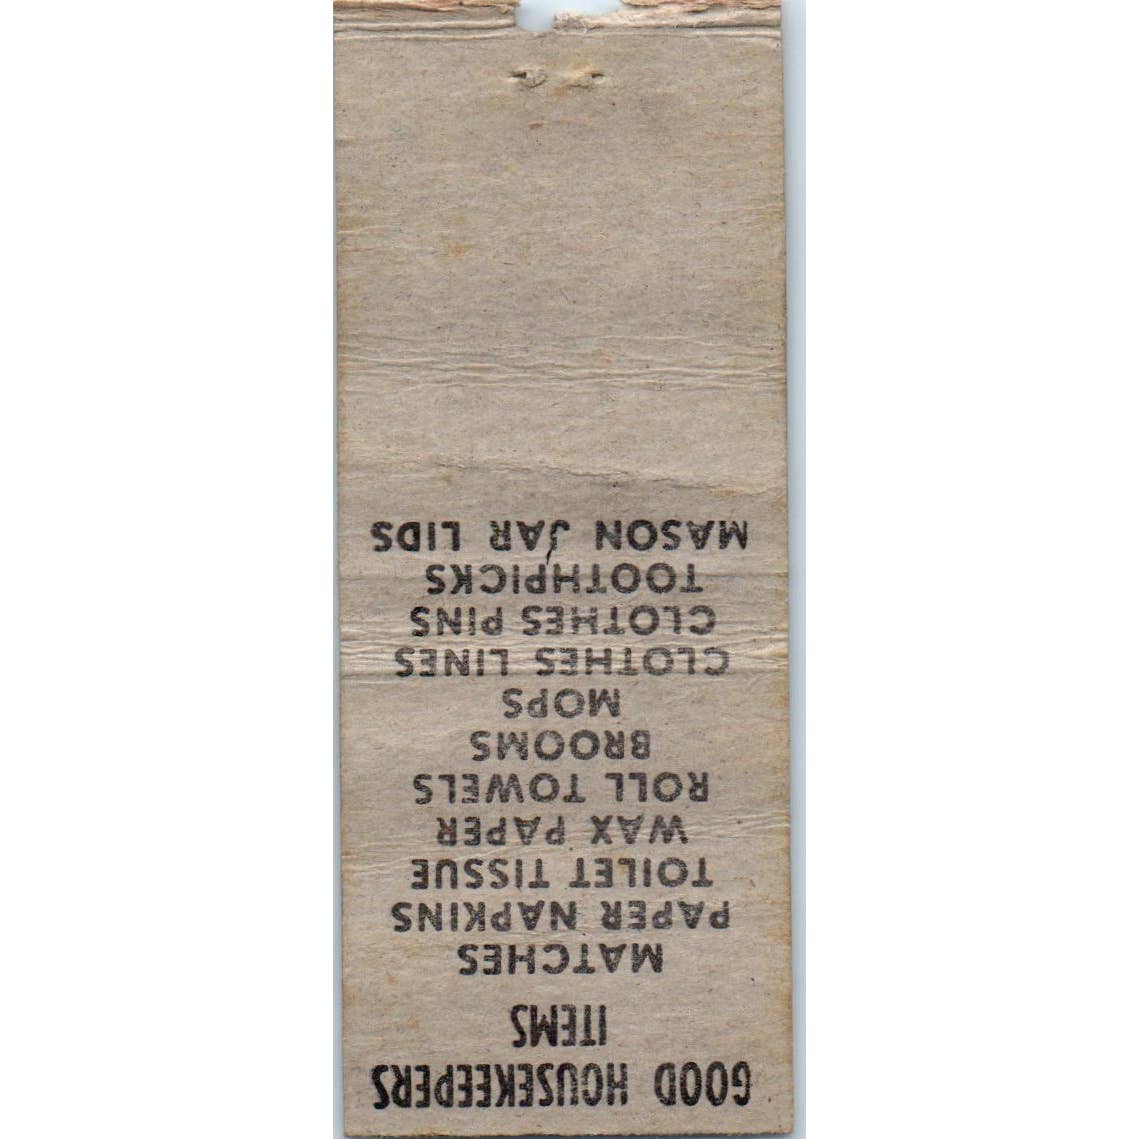 GOOD HOUSEKEEPERS
ITEMS
MATCHES
PAPER NAPKINS
TOILET TISSUE
WAX PAPER
ROLL TOWELS
BROOMS
MOPS
CLOTHES LINES
CLOTHES PINS
TOOTHPICKS
MASON JAR LIDS